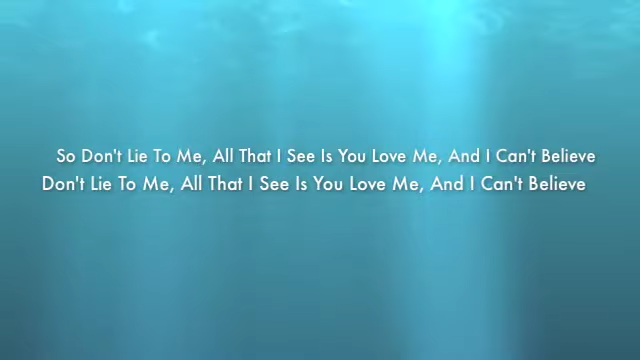 So Don't Lie To Me, All That I See Is You Love Me, And I Can't Believe
Don't Lie To Me, All That I See Is You Love Me, And I Can't Believe